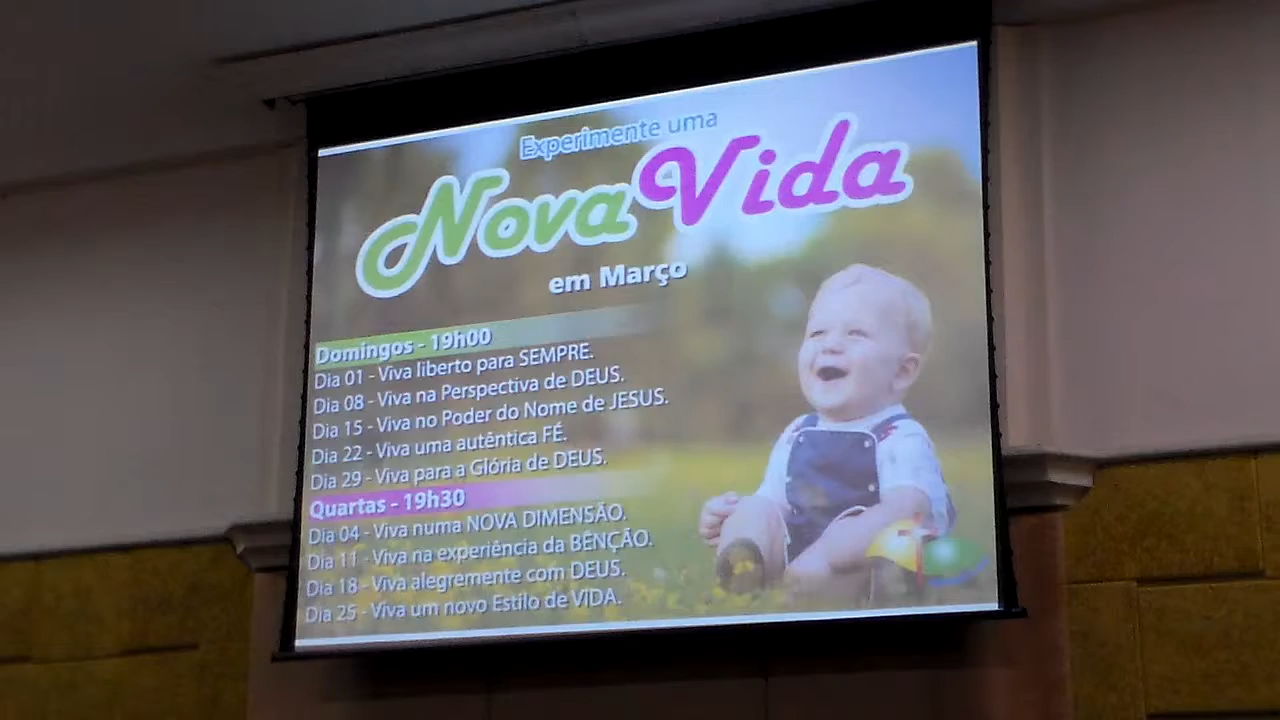 Experimente uma
Nova Vida
em Março
Domingos - 19h00
Dia 01 - Viva liberto para SEMPRE.
Dia 08 - Viva na Perspectiva de DEUS.
Dia 15 - Viva no Poder do Nome de JESUS.
Dia 22 - Viva uma autêntica FÉ.
Dia 29 - Viva para a Glória de DEUS.
Quartas - 19h30
Dia 04 - Viva numa NOVA DIMENSÃO.
Dia 11 - Viva na experiência da BÊNÇÃO.
Dia 18 - Viva alegremente com DEUS.
Dia 25 - Viva um novo Estilo de VIDA.